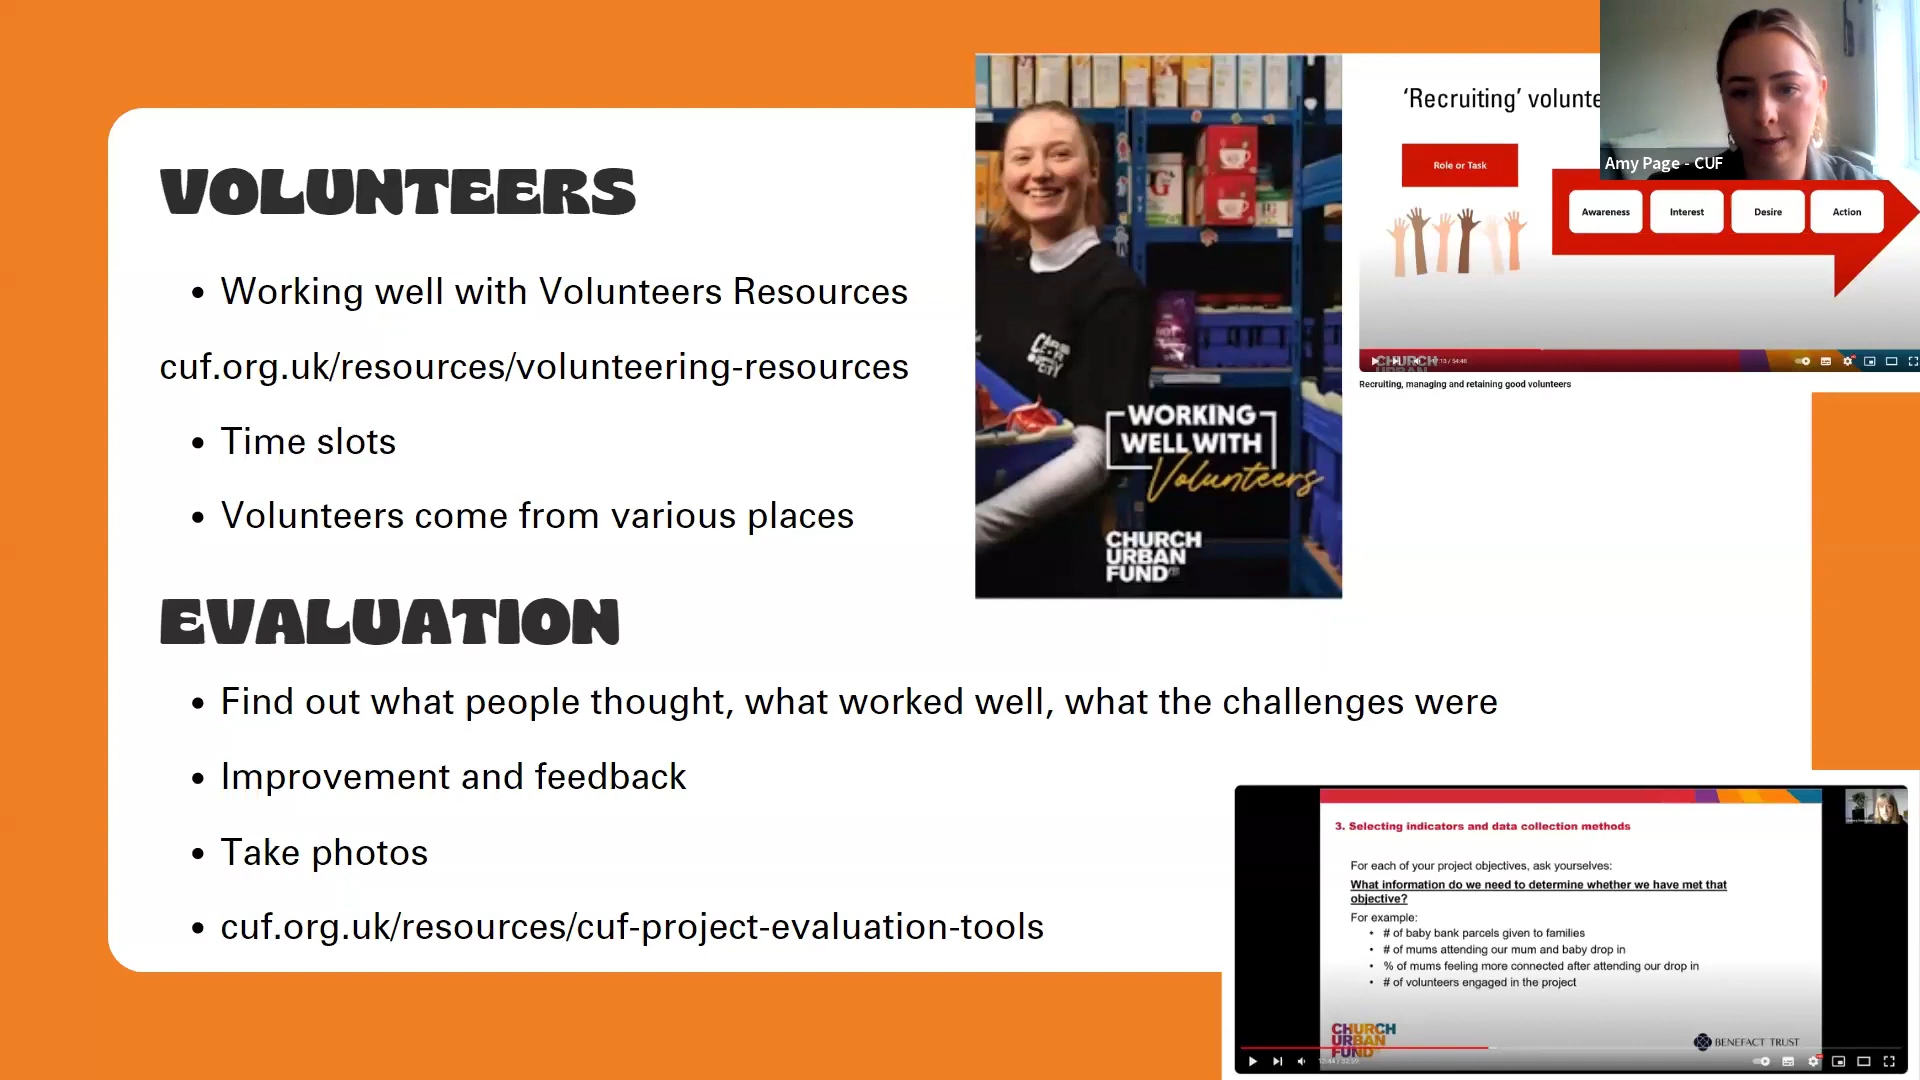 VOLUNTEERS
Working well with Volunteers Resources
cuf.org.uk/resources/volunteering-resources
Time slots
Volunteers come from various places
EVALUATION
Find out what people thought, what worked well, what the challenges were
Improvement and feedback
Take photos
cuf.org.uk/resources/cuf-project-evaluation-tools
WORKING
WELL WITH
Volunteers
CHURCH
URBAN
FUND
'Recruiting'
Role or Task
Awareness
Interest
Desire
Action
CHURCH
Recruiting, managing and retaining good volunteers
Amy Page - CUF
3. Selecting indicators and data collection methods
For each of your project objectives, ask yourselves:
What information do we need to determine whether we have met that
objective?
For example:
# of baby bank parcels given to families
# of mums attending our mum and baby drop in
% of mums feeling more connected after attending our drop in
# of volunteers engaged in the project
CHURCH
URBAN
FUND
BENEFACT TRUST